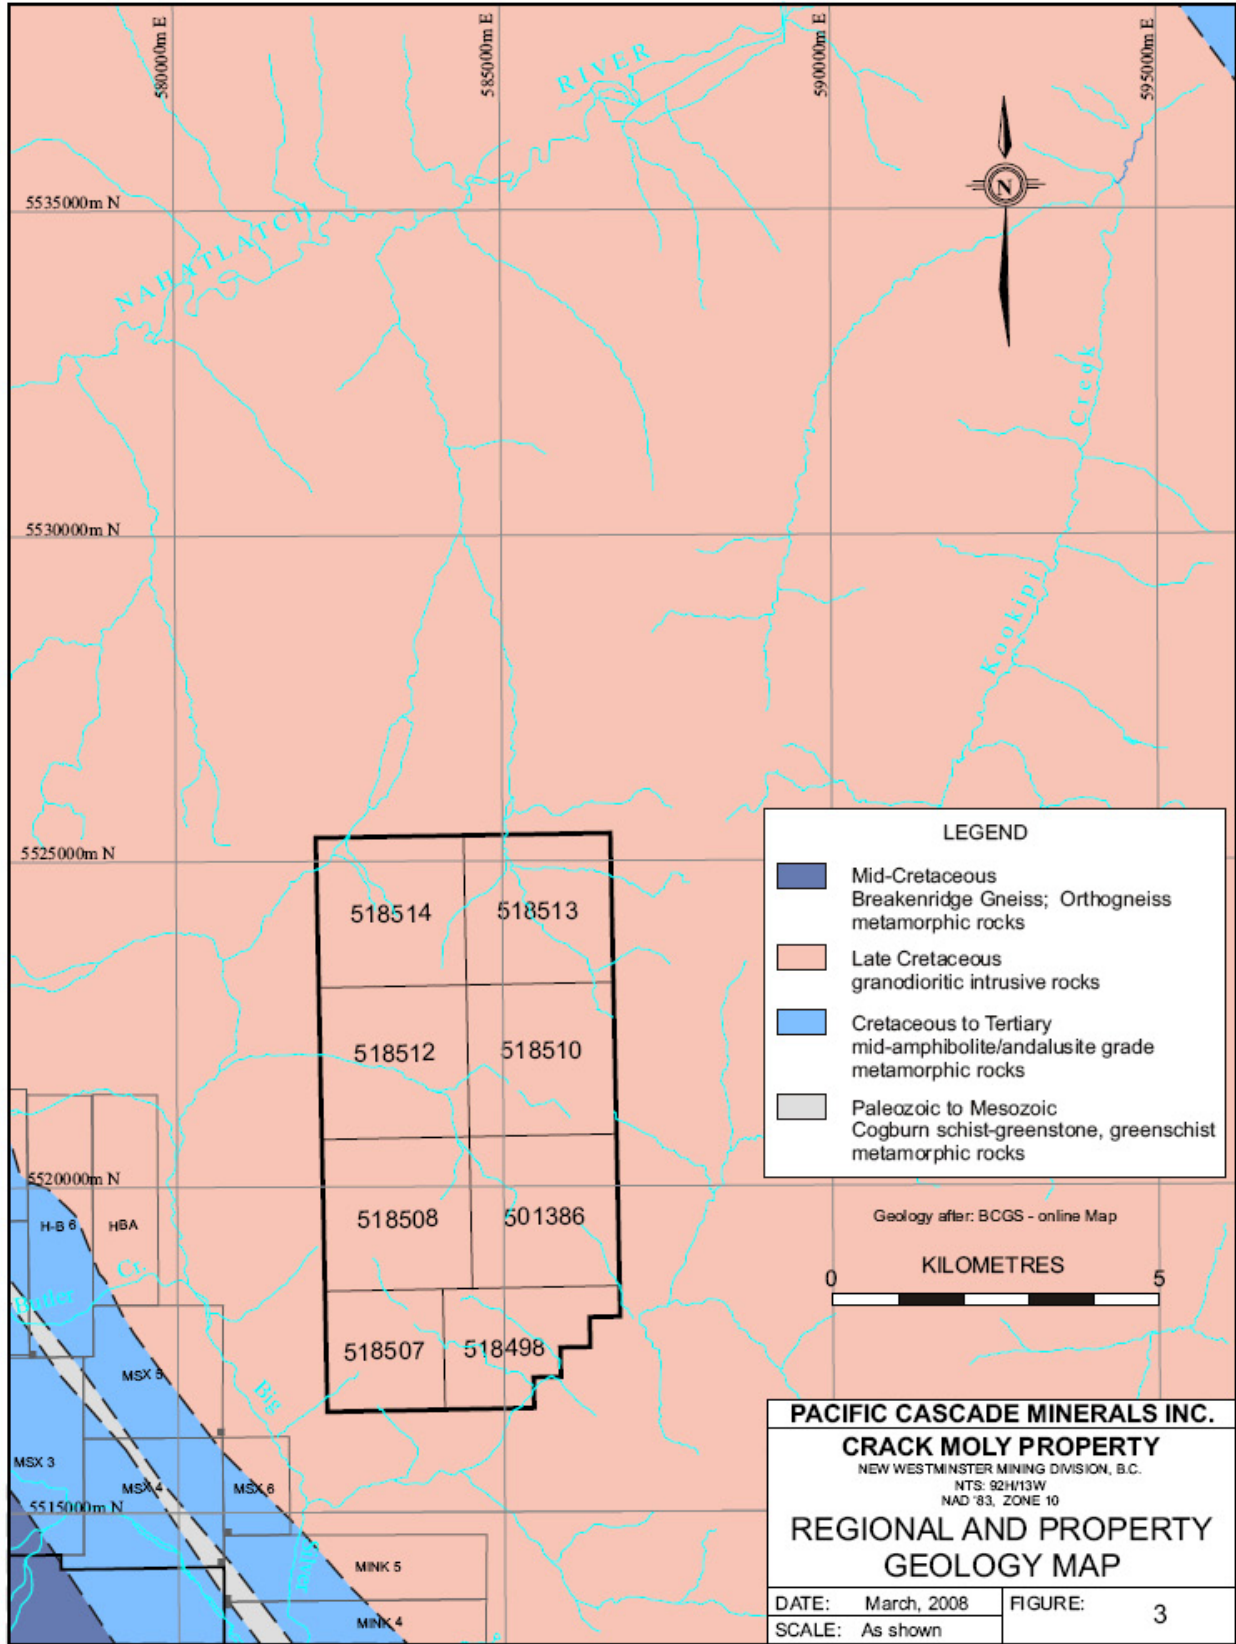 580000m E
585000m E
590000m E
595000m E
RIVER
N
5535000m N
NAHATLATCH
Creek
5530000m N
Kookipi
LEGEND
5525000m N
Mid-Cretaceous
Breakenridge Gneiss; Orthogneiss
metamorphic rocks
518514
518513
Late Cretaceous
granodioritic intrusive rocks
Cretaceous to Tertiary
mid-amphibolite/andalusite grade
metamorphic rocks
518512
518510
Paleozoic to Mesozoic
Cogburn schist-greenstone, greenschist
metamorphic rocks
5520000m N
H-B 6
HBA
518508
501386
Geology after: BCGS - online Map
KILOMETRES
0
5
Butler
Cr.
518507
518498
MSX 5
Big
PACIFIC CASCADE MINERALS INC.
CRACK MOLY PROPERTY
NEW WESTMINSTER MINING DIVISION, B.C.
NTS: 92H/13W
NAD '83, ZONE 10
MSX 3
MSX 4
MSX 6
5515000m N
REGIONAL AND PROPERTY
GEOLOGY MAP
Silver
MINK 5
MINK 4
DATE: March, 2008
FIGURE: 3
SCALE: As shown